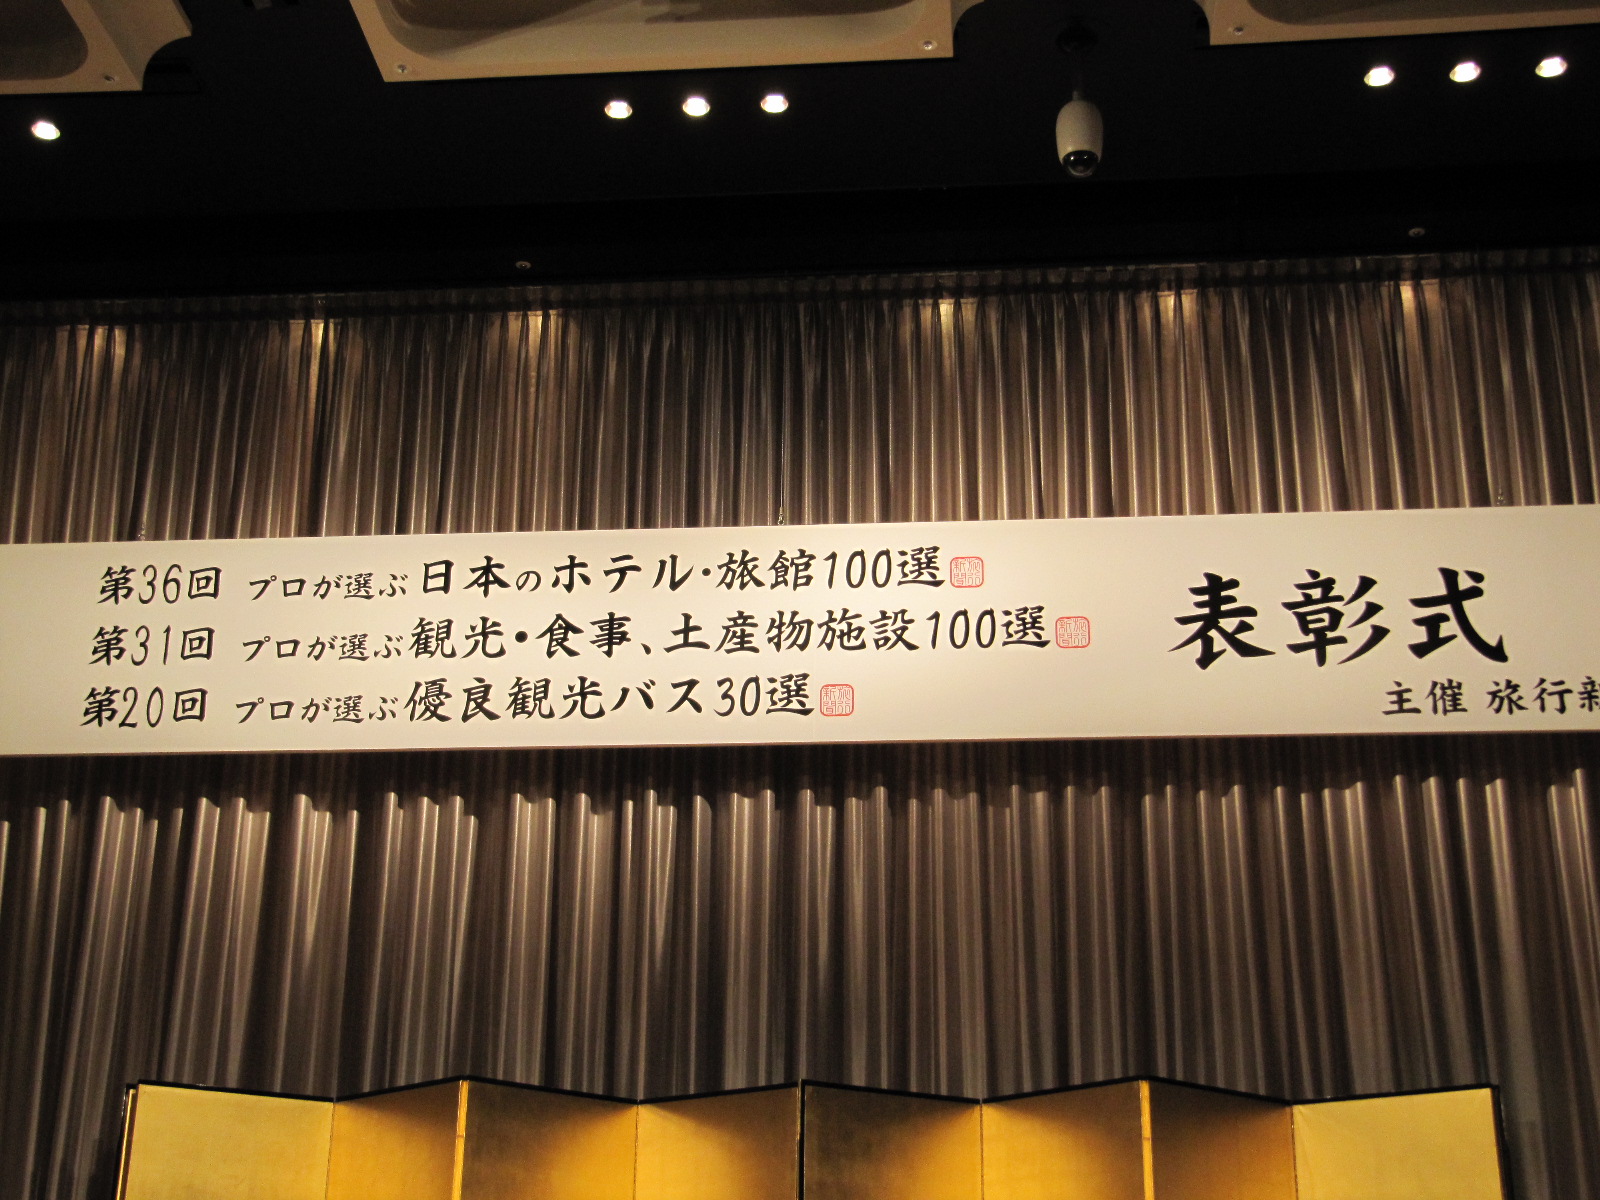 第36回 プロが選ぶ日本のホテル・旅館100選
第31回 プロが選ぶ観光・食事、土産物施設100選
第20回 プロが選ぶ優良観光バス30選
表彰式
主催 旅行新